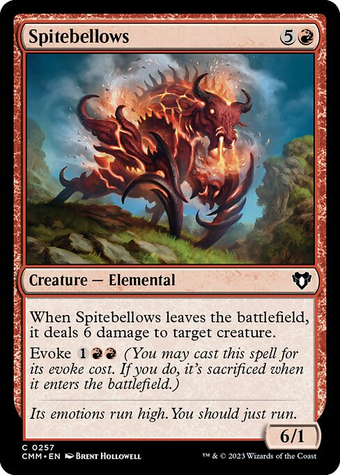 Spitebellows 5
Creature — Elemental
When Spitebellows leaves the battlefield,
it deals 6 damage to target creature.
Evoke 1 (You may cast this spell for
its evoke cost. If you do, it's sacrificed when
it enters the battlefield.)
Its emotions run high. You should just run.
6/1
C 0257
CMM • EN Brent Hollowell
™ & © 2023 Wizards of the Coast